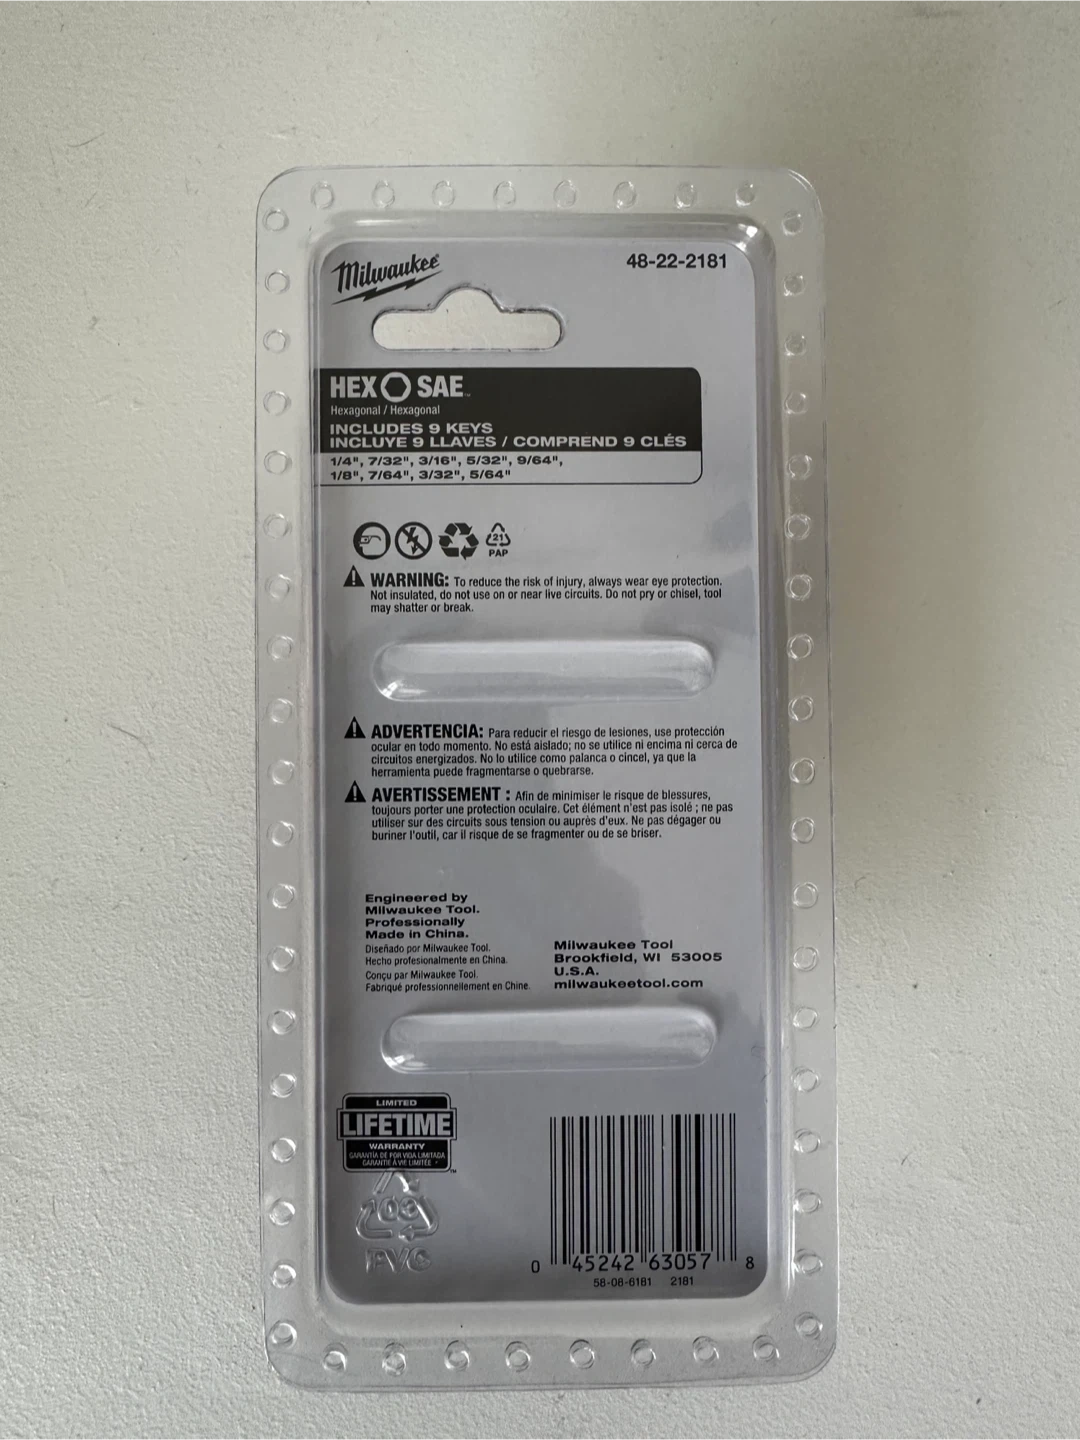 Milwaukee
48-22-2181
HEX SAE™
Hexagonal / Hexagonal
INCLUDES 9 KEYS
INCLUYE 9 LLAVES / COMPREND 9 CLÉS
1/4", 7/32", 3/16", 5/32", 9/64",
1/8", 7/64", 3/32", 5/64"
21
PAP
WARNING: To reduce the risk of injury, always wear eye protection.
Not insulated, do not use on or near live circuits. Do not pry or chisel, tool
may shatter or break.
ADVERTENCIA: Para reducir el riesgo de lesiones, use protección
ocular en todo momento. No está aislado; no se utilice ni encima ni cerca de
circuitos energizados. No lo utilice como palanca o cincel, ya que la
herramienta puede fragmentarse o quebrarse.
AVERTISSEMENT : Afin de minimiser le risque de blessures,
toujours porter une protection oculaire. Cet élément n'est pas isolé ; ne pas
utiliser sur des circuits sous tension ou auprès d'eux. Ne pas dégager ou
buriner l'outil, car il risque de se fragmenter ou de se briser.
Engineered by
Milwaukee Tool.
Professionally
Made in China.
Diseñado por Milwaukee Tool.
Hecho profesionalmente en China.
Conçu par Milwaukee Tool.
Fabriqué professionnellement en Chine.
Milwaukee Tool
Brookfield, WI 53005
U.S.A.
milwaukeetool.com
LIMITED
LIFETIME
WARRANTY
GARANTÍA DE POR VIDA LIMITADA
GARANTIE À VIE LIMITÉE
™
03
PVC
0 45242 63057 8
58-08-6181 2181